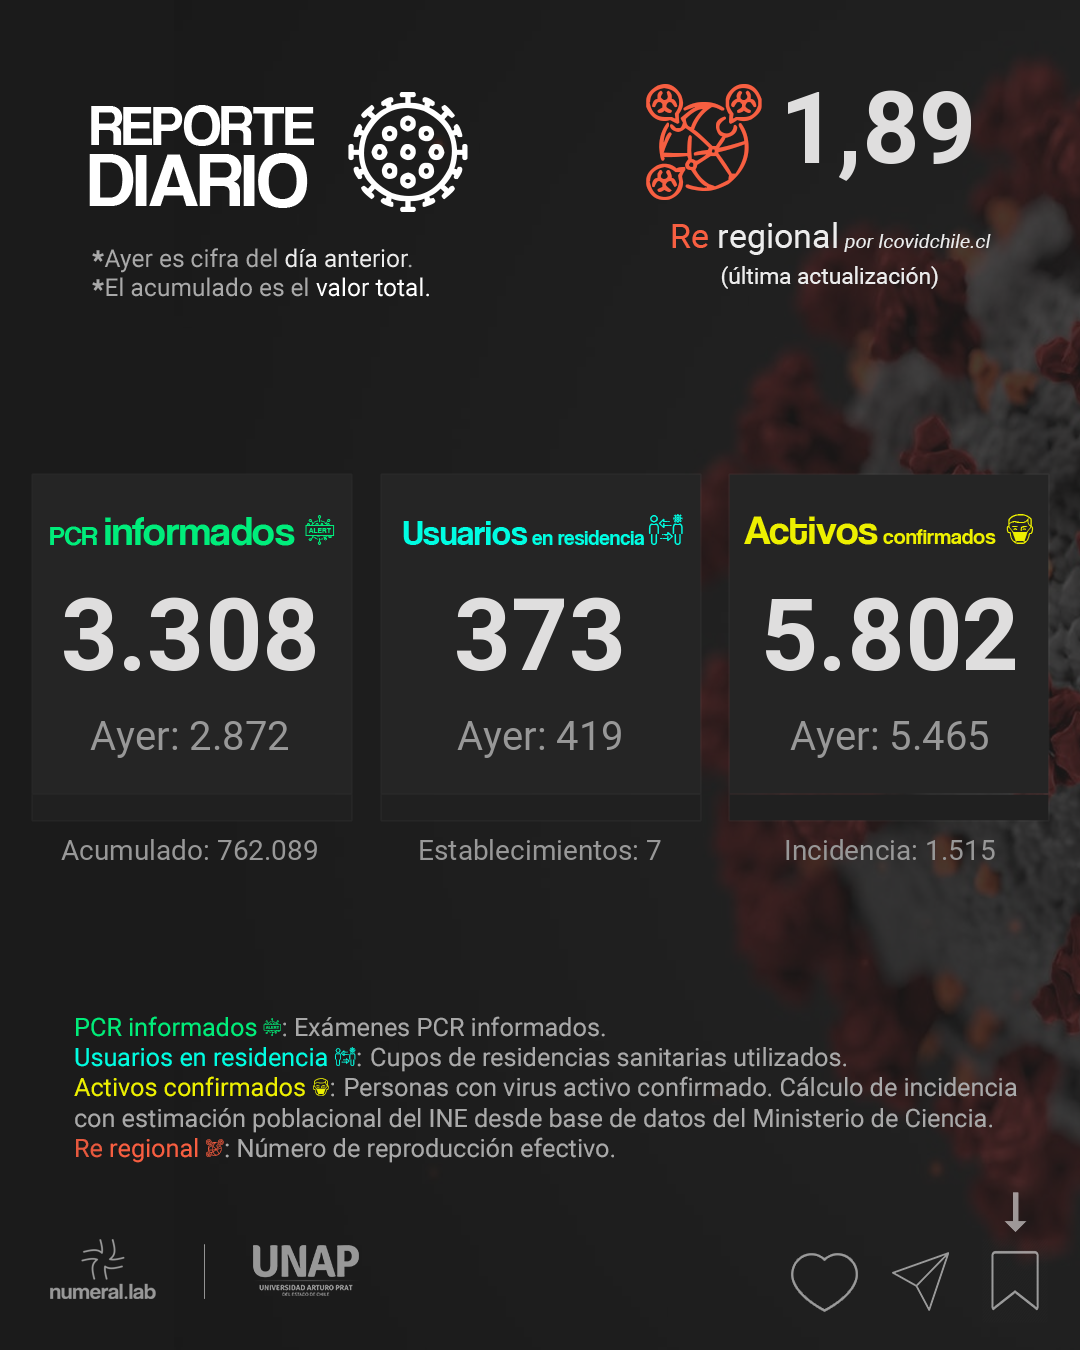 REPORTE
DIARIO
*Ayer es cifra del día anterior.
*El acumulado es el valor total.
1,89
Re regional por Icovidchile.cl
(última actualización)
PCR informados ALERT
3.308
Ayer: 2.872
Acumulado: 762.089
Usuarios en residencia
373
Ayer: 419
Establecimientos: 7
Activos confirmados
5.802
Ayer: 5.465
Incidencia: 1.515
PCR informados : Exámenes PCR informados.
Usuarios en residencia : Cupos de residencias sanitarias utilizados.
Activos confirmados : Personas con virus activo confirmado. Cálculo de incidencia
con estimación poblacional del INE desde base de datos del Ministerio de Ciencia.
Re regional : Número de reproducción efectivo.
numeral.lab
UNAP
UNIVERSIDAD ARTURO PRAT
DEL ESTADO DE CHILE